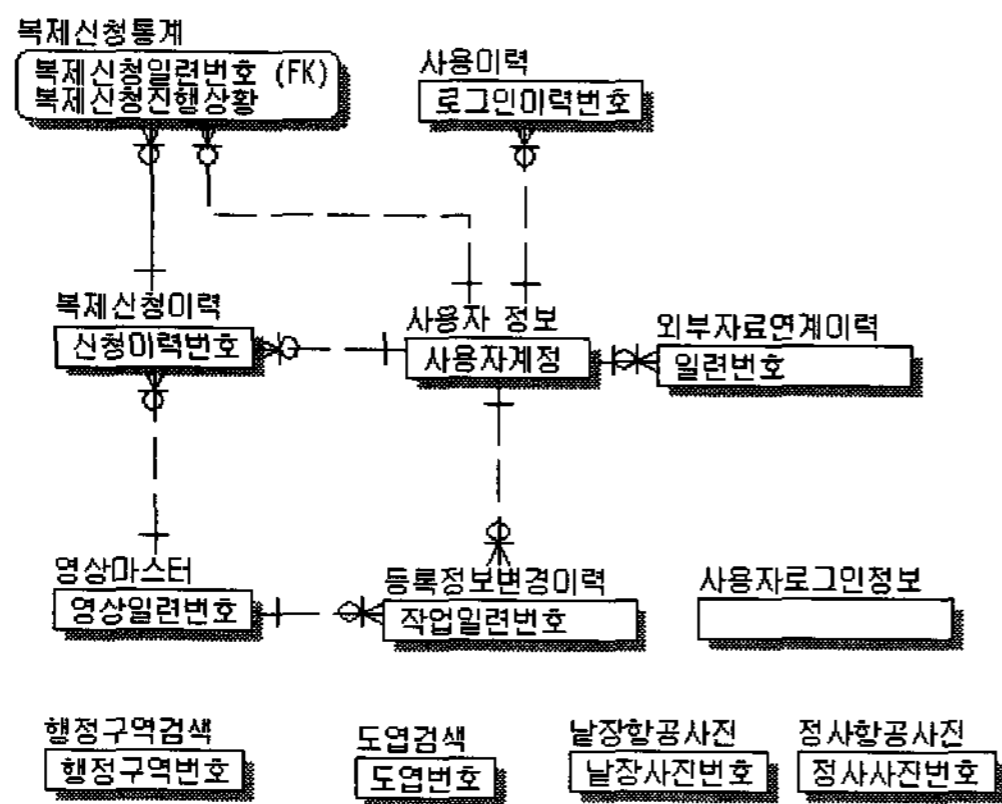 복제신청통계
복제신청일련번호 (FK)
복제신청진행상황
사용이력
로그인이력번호
복제신청이력
신청이력번호
사용자 정보
사용자계정
외부자료연계이력
일련번호
영상마스터
영상일련번호
등록정보변경이력
작업일련번호
사용자로그인정보
행정구역검색
행정구역번호
도엽검색
도엽번호
낱장항공사진
낱장사진번호
정사항공사진
정사사진번호